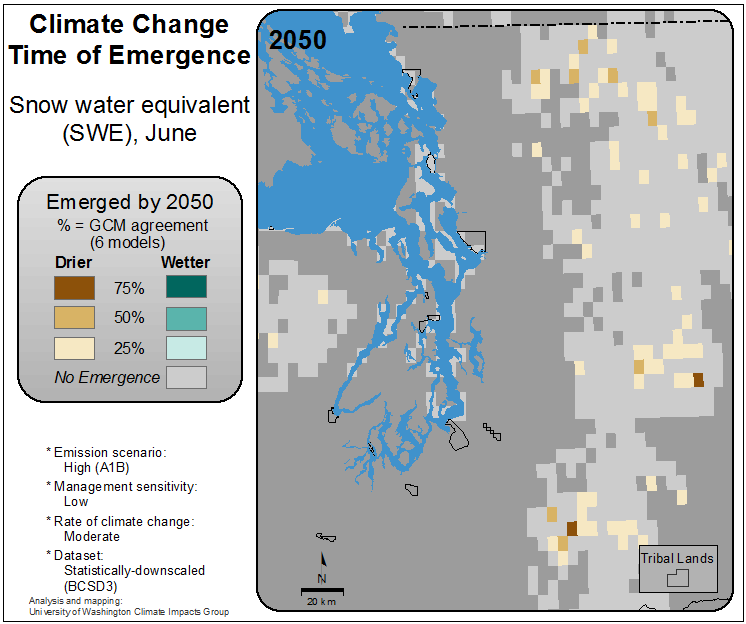 Climate Change
Time of Emergence
Snow water equivalent
(SWE), June
Emerged by 2050
% = GCM agreement
(6 models)
Drier Wetter
75%
50%
25%
No Emergence
* Emission scenario:
High (A1B)
* Management sensitivity:
Low
* Rate of climate change:
Moderate
* Dataset:
Statistically-downscaled
(BCSD3)
Analysis and mapping:
University of Washington Climate Impacts Group
2050
N
20 km
Tribal Lands